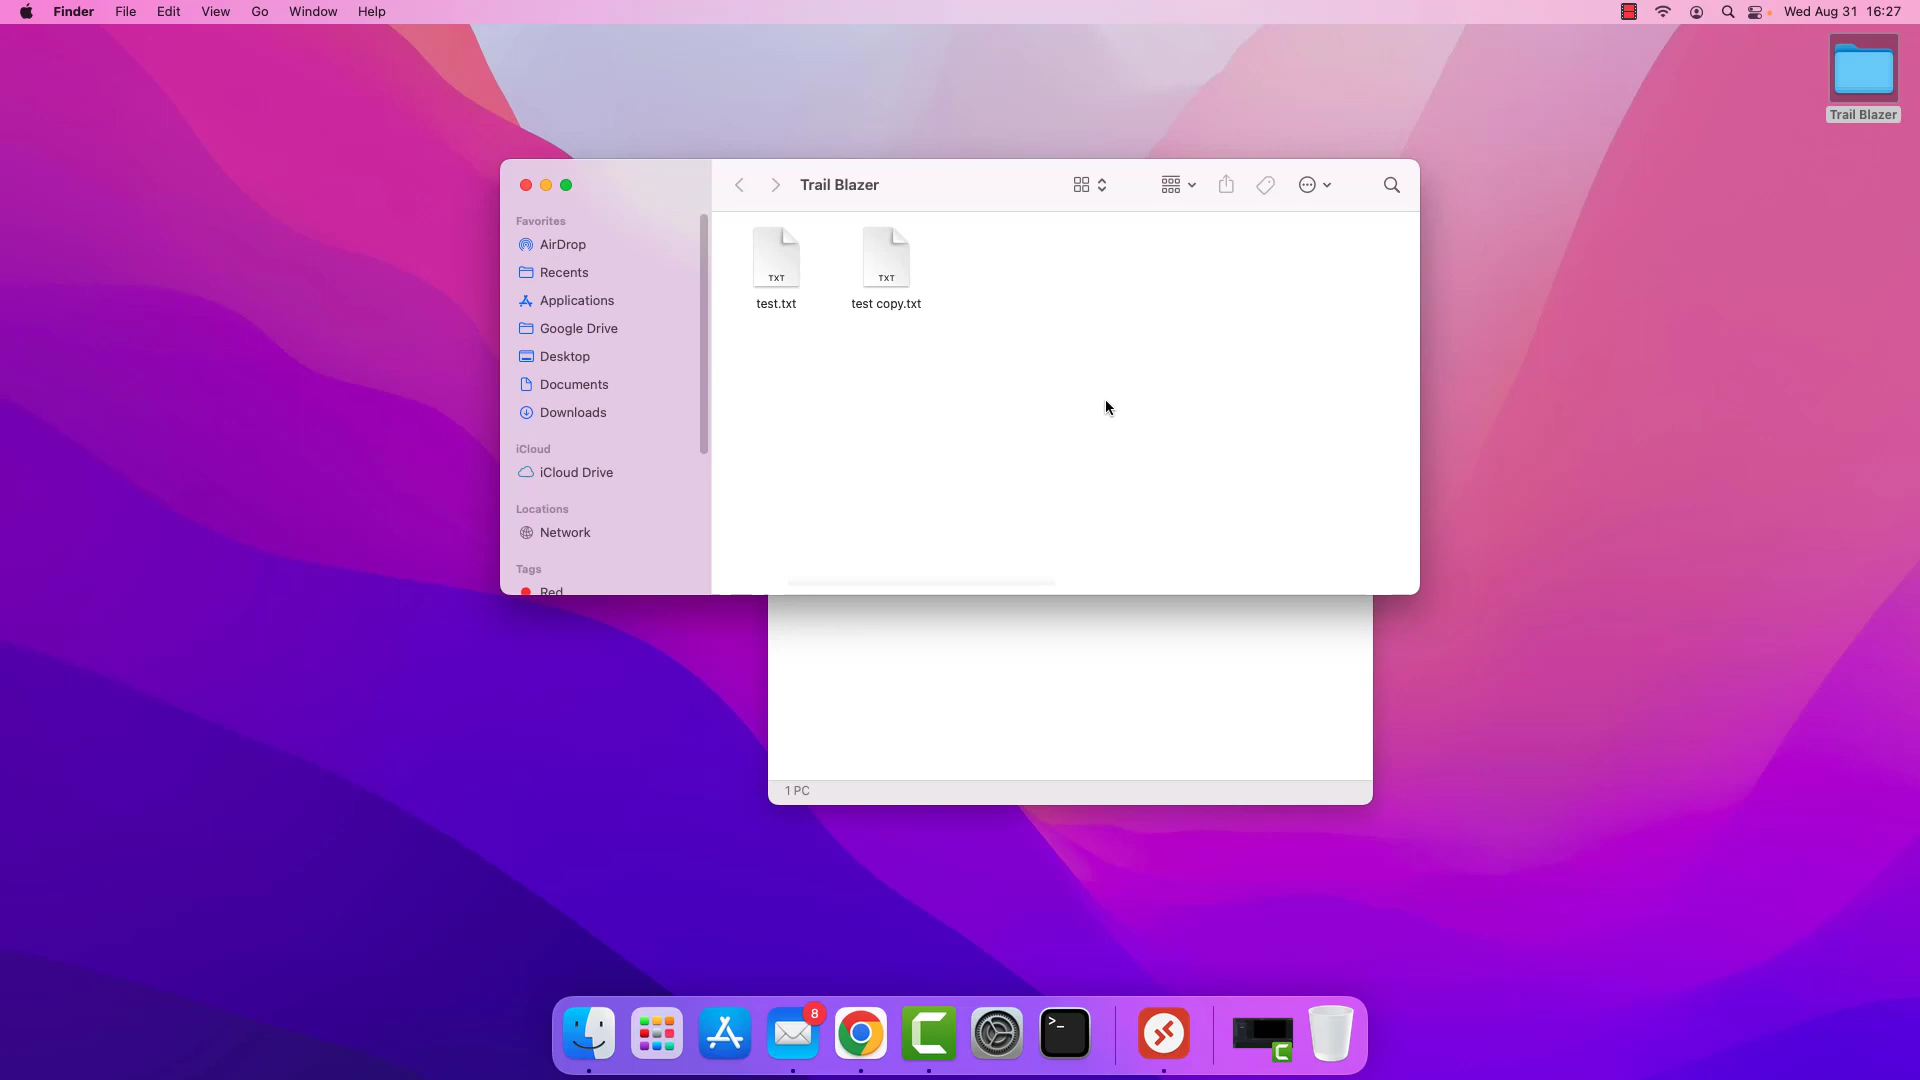 Finder File Edit View Go Window Help Wed Aug 31 16:27
Trail Blazer
Trail Blazer
Favorites
AirDrop
Recents
Applications
Google Drive
Desktop
Documents
Downloads
iCloud
iCloud Drive
Locations
Network
Tags
Red
TXT
test.txt
TXT
test copy.txt
1 PC
8
>_